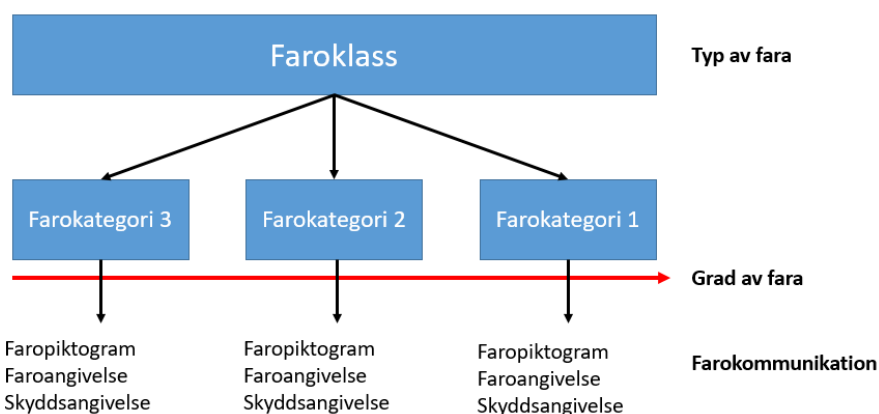 Faroklass
Typ av fara
Farokategori 3
Farokategori 2
Farokategori 1
Grad av fara
Faropiktogram
Faroangivelse
Skyddsangivelse
Faropiktogram
Faroangivelse
Skyddsangivelse
Faropiktogram
Faroangivelse
Skyddsangivelse
Farokommunikation